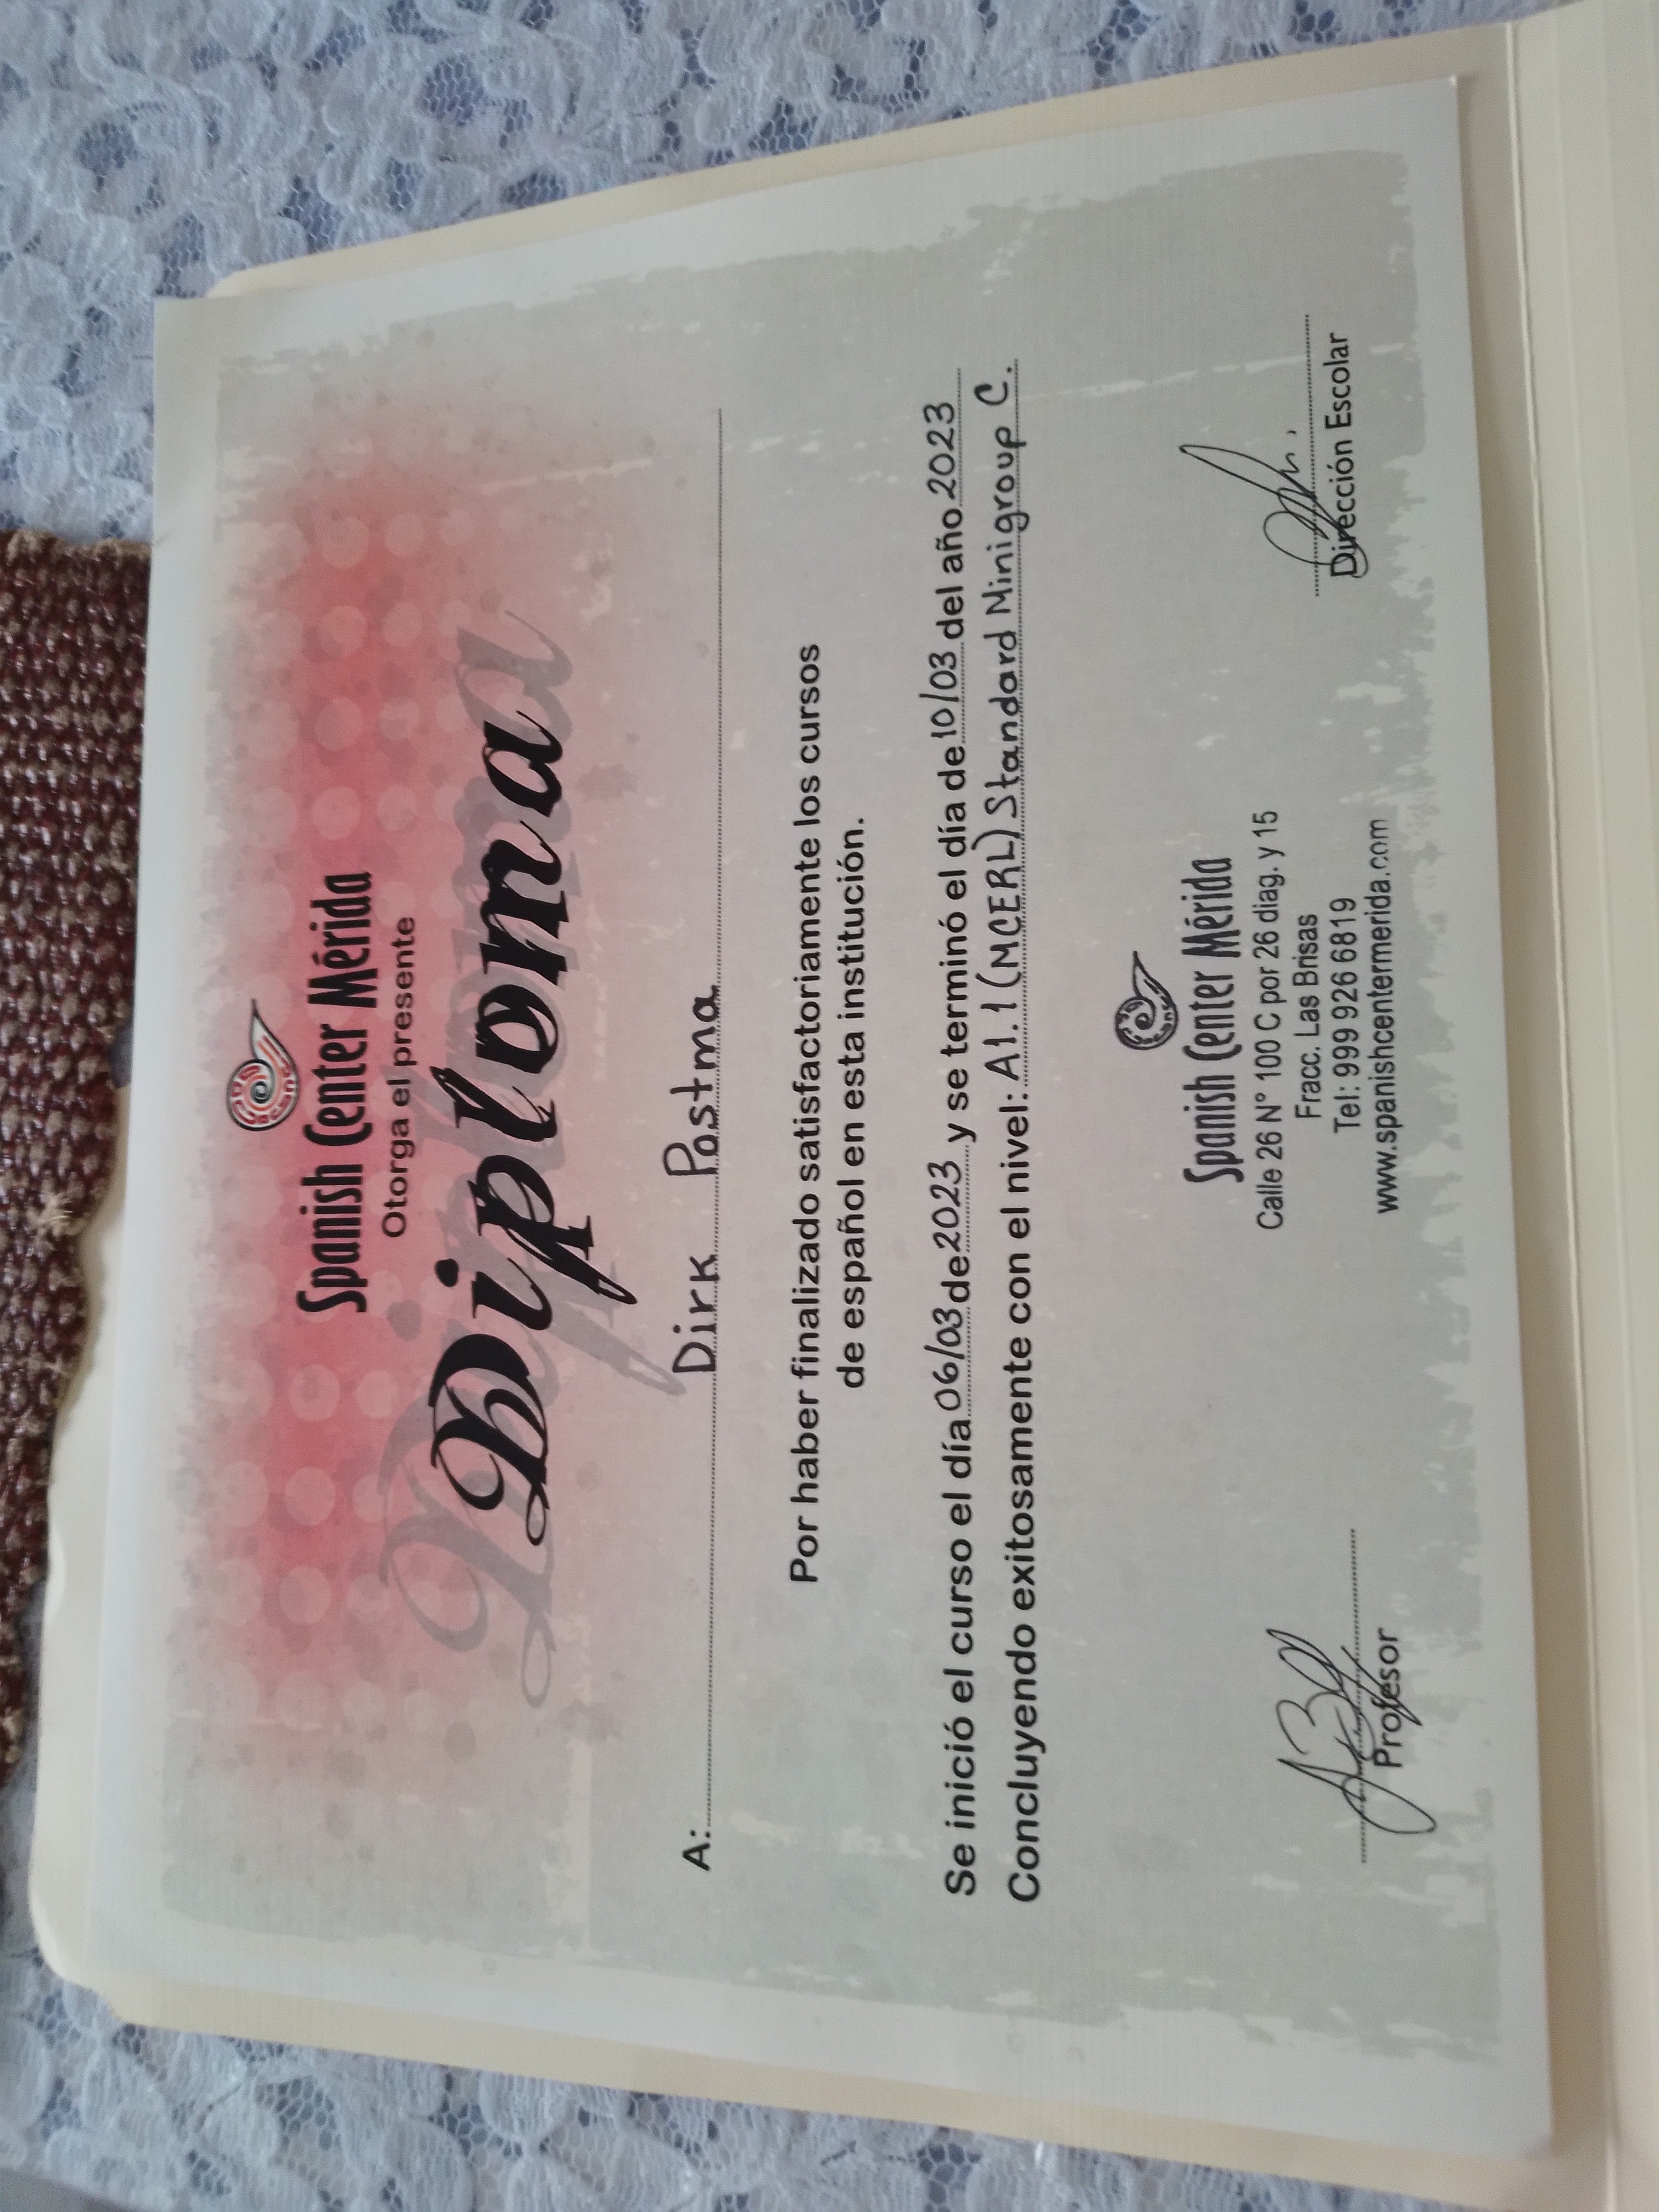 Spanish Center Mérida
Otorga el presente
Diploma
A: Dirk Postma
Por haber finalizado satisfactoriamente los cursos
de español en esta institución.
Se inició el curso el día 06/03 de 2023 y se terminó el día de 10/03 del año 2023
Concluyendo exitosamente con el nivel: A1.1 (MCERL) Standard Minigroup C.
Spanish Center Mérida
Calle 26 N° 100 C por 26 diag. y 15
Fracc. Las Brisas
Tel: 999 926 6819
www.spanishcentermerida.com
Profesor
Dirección Escolar